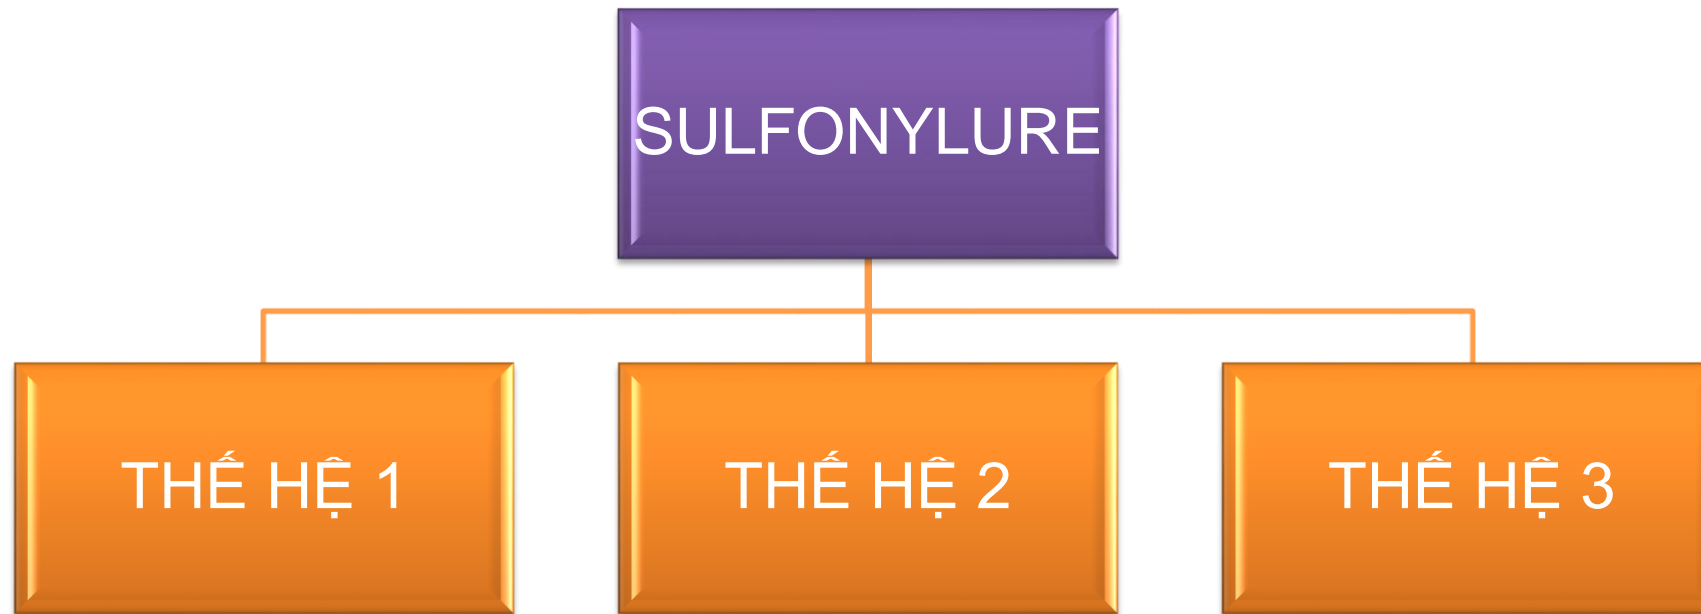 SULFONYLURE
THẾ HỆ 1
THẾ HỆ 2
THẾ HỆ 3